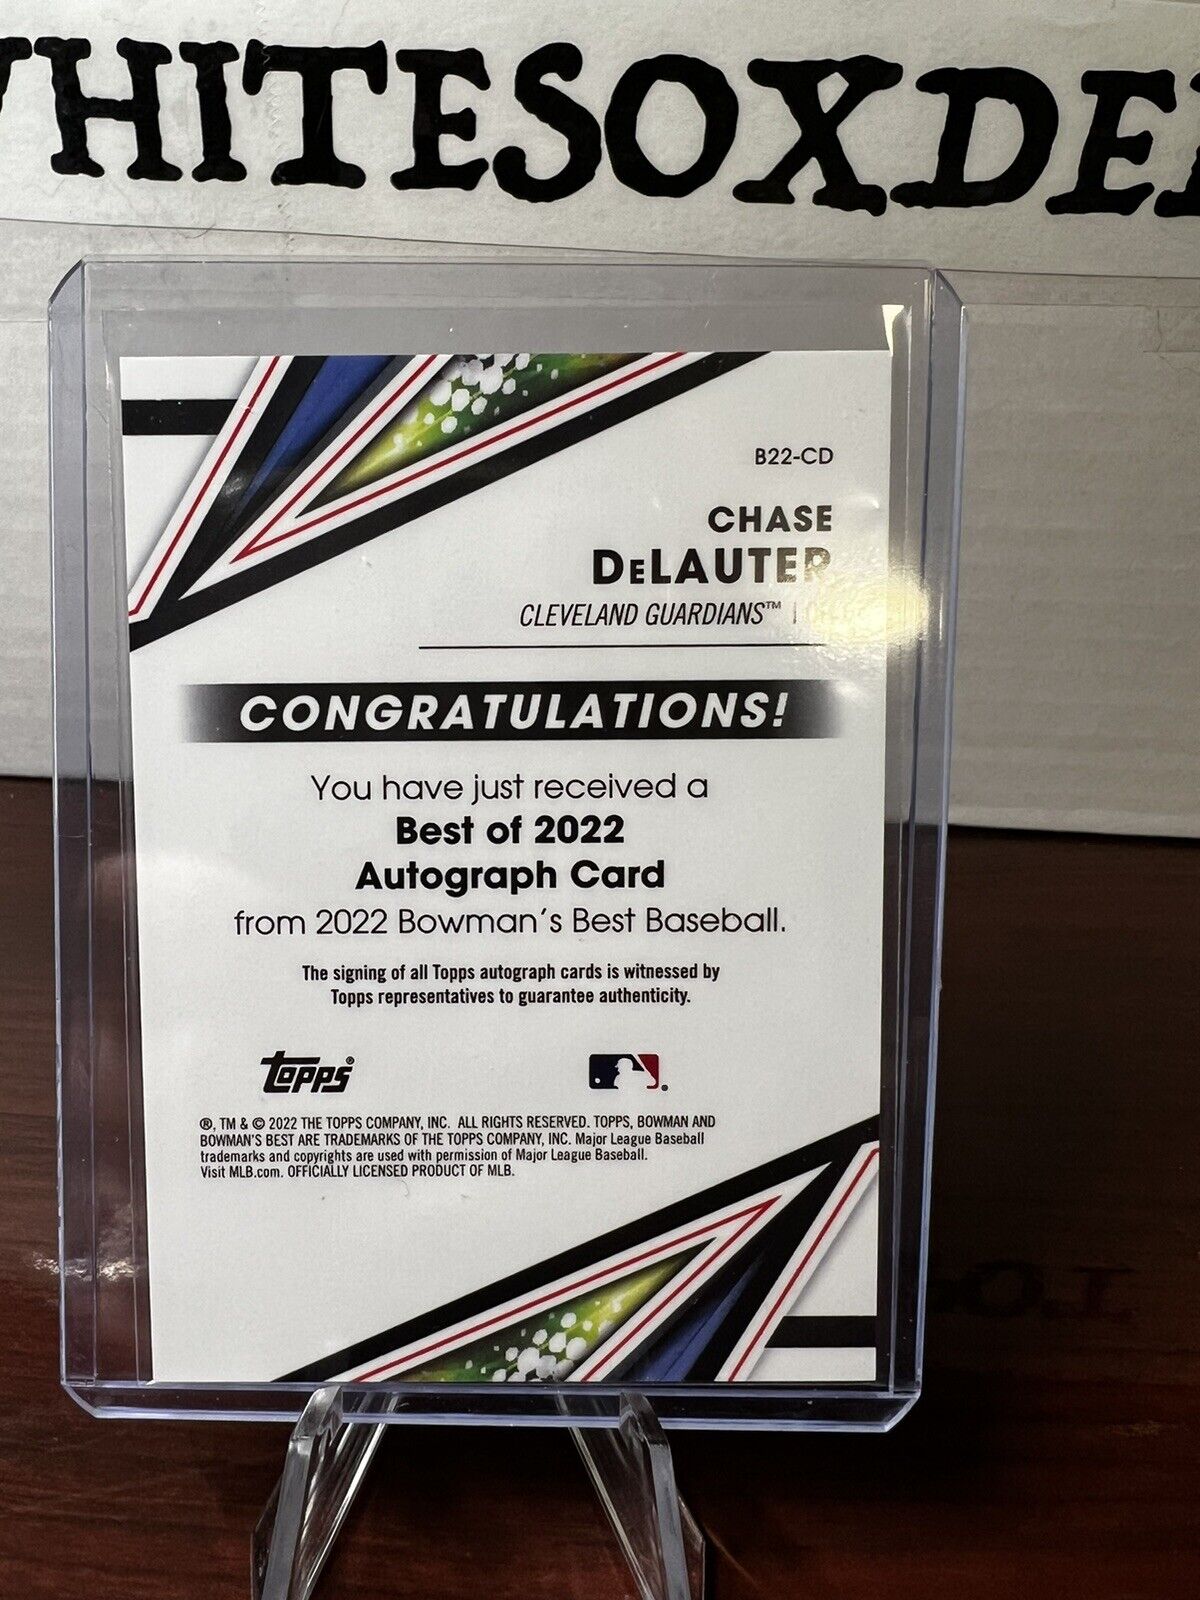 WHITESOXDE
B22-CD
CHASE
DeLAUTER
CLEVELAND GUARDIANS™ | OF
CONGRATULATIONS!
You have just received a
Best of 2022
Autograph Card
from 2022 Bowman's Best Baseball.
The signing of all Topps autograph cards is witnessed by
Topps representatives to guarantee authenticity.
Topps®
®, TM & © 2022 THE TOPPS COMPANY, INC. ALL RIGHTS RESERVED. TOPPS, BOWMAN AND
BOWMAN'S BEST ARE TRADEMARKS OF THE TOPPS COMPANY, INC. Major League Baseball
trademarks and copyrights are used with permission of Major League Baseball.
Visit MLB.com. OFFICIALLY LICENSED PRODUCT OF MLB.